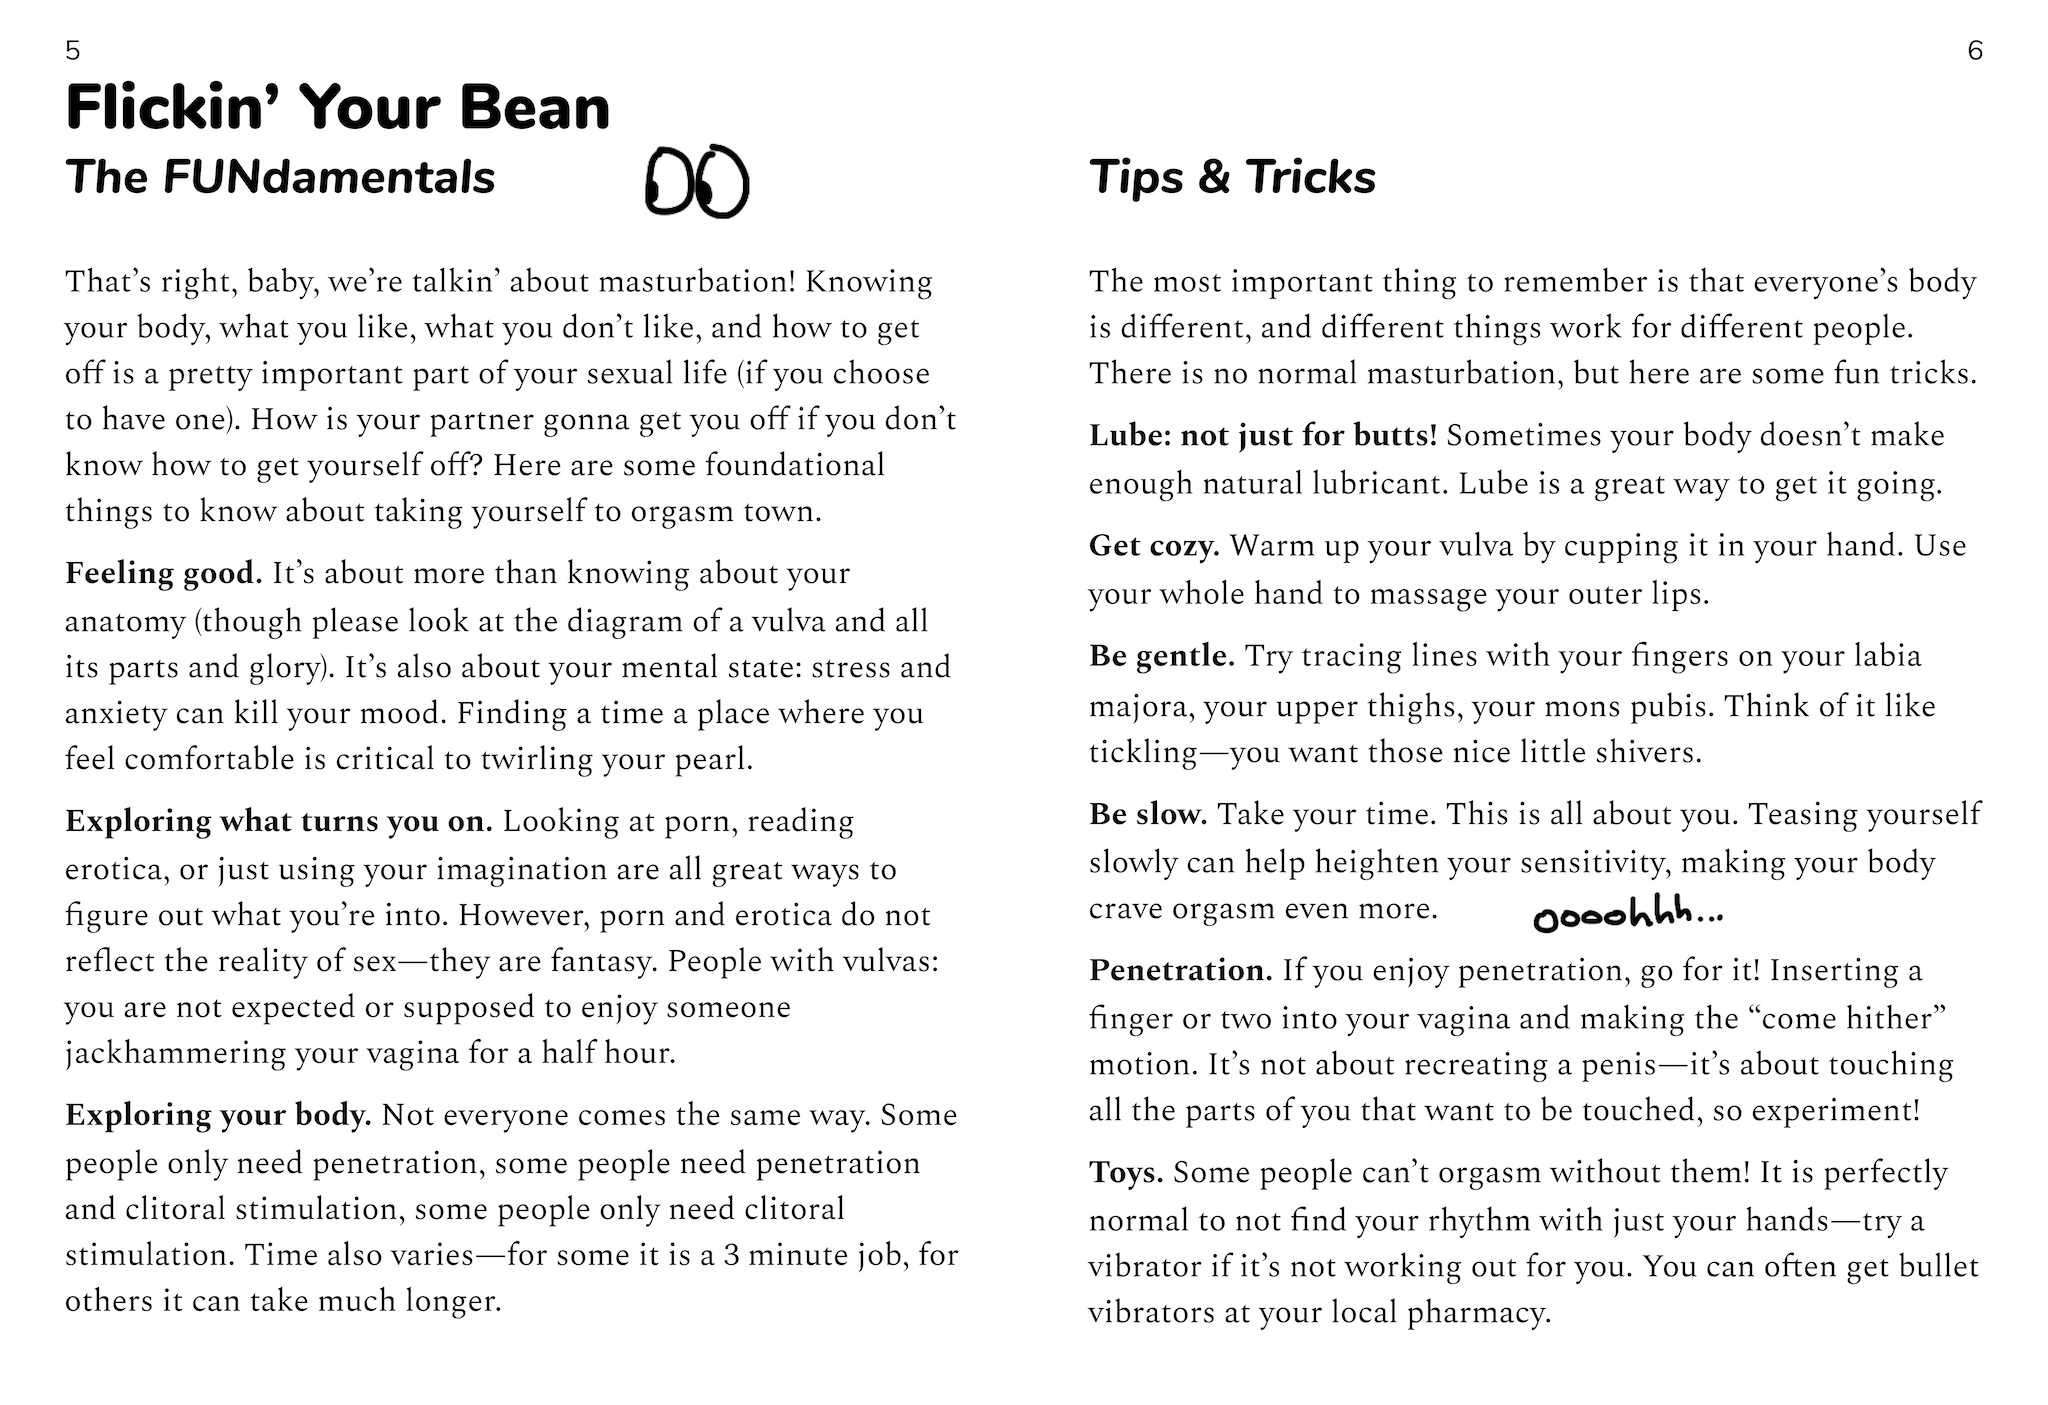 5
Flickin’ Your Bean
The FUNdamentals
That’s right, baby, we’re talkin’ about masturbation! Knowing
your body, what you like, what you don’t like, and how to get
off is a pretty important part of your sexual life (if you choose
to have one). How is your partner gonna get you off if you don’t
know how to get yourself off? Here are some foundational
things to know about taking yourself to orgasm town.
Feeling good. It’s about more than knowing about your
anatomy (though please look at the diagram of a vulva and all
its parts and glory). It’s also about your mental state: stress and
anxiety can kill your mood. Finding a time a place where you
feel comfortable is critical to twirling your pearl.
Exploring what turns you on. Looking at porn, reading
erotica, or just using your imagination are all great ways to
figure out what you’re into. However, porn and erotica do not
reflect the reality of sex—they are fantasy. People with vulvas:
you are not expected or supposed to enjoy someone
jackhammering your vagina for a half hour.
Exploring your body. Not everyone comes the same way. Some
people only need penetration, some people need penetration
and clitoral stimulation, some people only need clitoral
stimulation. Time also varies—for some it is a 3 minute job, for
others it can take much longer.
6
Tips & Tricks
The most important thing to remember is that everyone’s body
is different, and different things work for different people.
There is no normal masturbation, but here are some fun tricks.
Lube: not just for butts! Sometimes your body doesn’t make
enough natural lubricant. Lube is a great way to get it going.
Get cozy. Warm up your vulva by cupping it in your hand. Use
your whole hand to massage your outer lips.
Be gentle. Try tracing lines with your fingers on your labia
majora, your upper thighs, your mons pubis. Think of it like
tickling—you want those nice little shivers.
Be slow. Take your time. This is all about you. Teasing yourself
slowly can help heighten your sensitivity, making your body
crave orgasm even more.
oooohhh...
Penetration. If you enjoy penetration, go for it! Inserting a
finger or two into your vagina and making the “come hither”
motion. It’s not about recreating a penis—it’s about touching
all the parts of you that want to be touched, so experiment!
Toys. Some people can’t orgasm without them! It is perfectly
normal to not find your rhythm with just your hands—try a
vibrator if it’s not working out for you. You can often get bullet
vibrators at your local pharmacy.